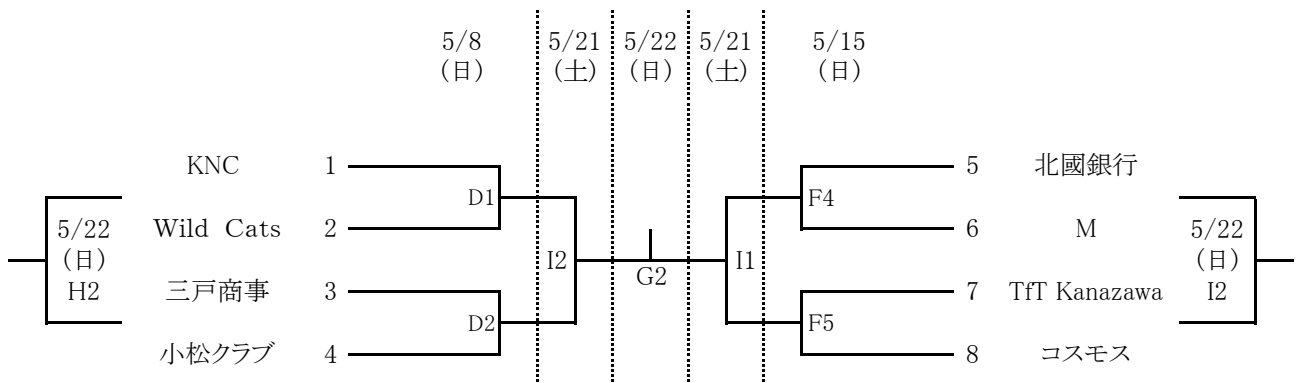 5/8 5/21 5/22 5/21 5/15
(日) (土) (日) (土) (日)
KNC 1 5 北國銀行
D1 F4
5/22 Wild Cats 2 6 M 5/22
(日) I2 I1 (日)
G2
H2 三戸商事 3 7 TfT Kanazawa I2
D2 F5
小松クラブ 4 8 コスモス